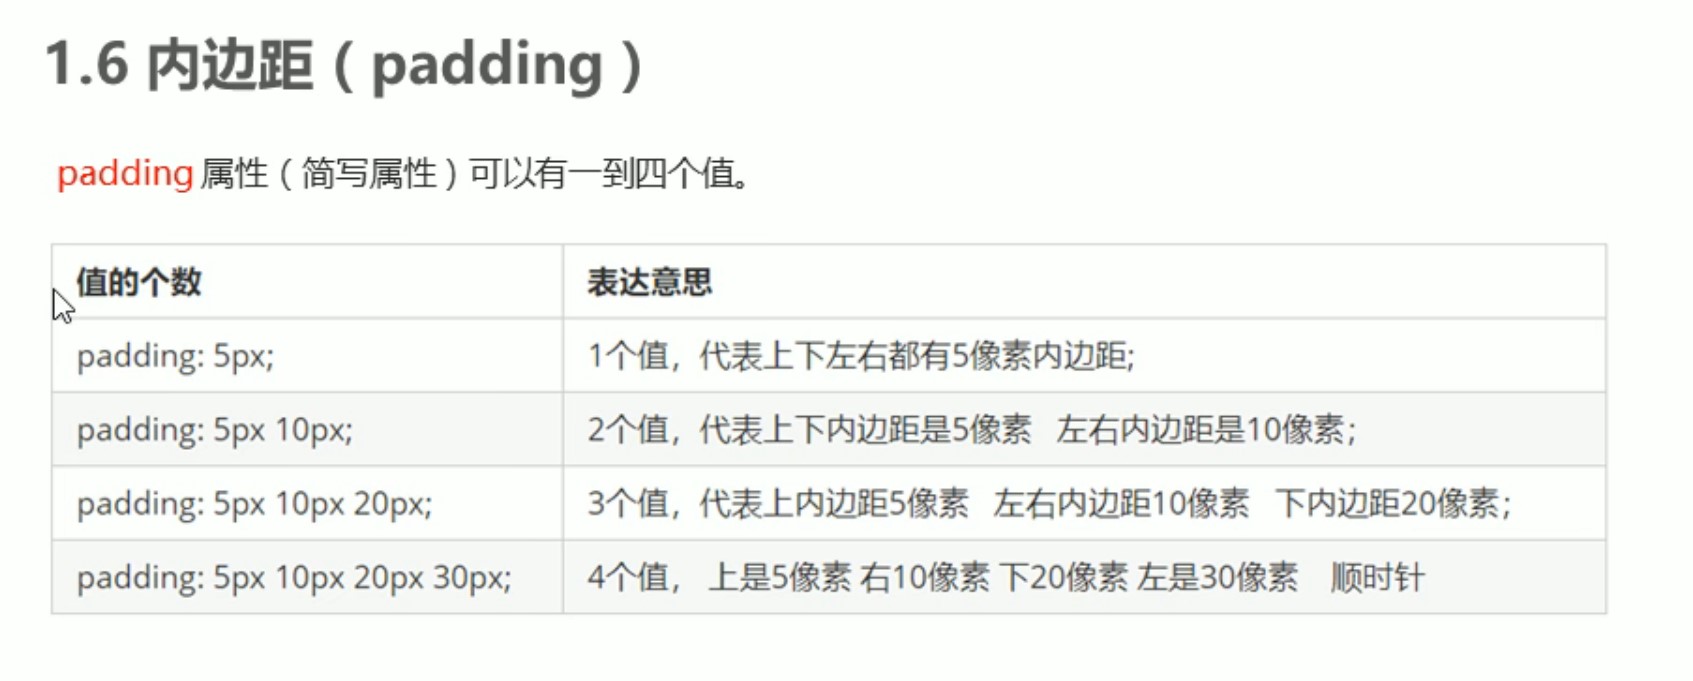 1.6 内边距（padding）
padding 属性（简写属性）可以有一到四个值。
值的个数 表达意思
padding: 5px; 1个值，代表上下左右都有5像素内边距;
padding: 5px 10px; 2个值，代表上下内边距是5像素 左右内边距是10像素；
padding: 5px 10px 20px; 3个值，代表上内边距5像素 左右内边距10像素 下内边距20像素；
padding: 5px 10px 20px 30px; 4个值， 上是5像素 右10像素 下20像素 左是30像素 顺时针